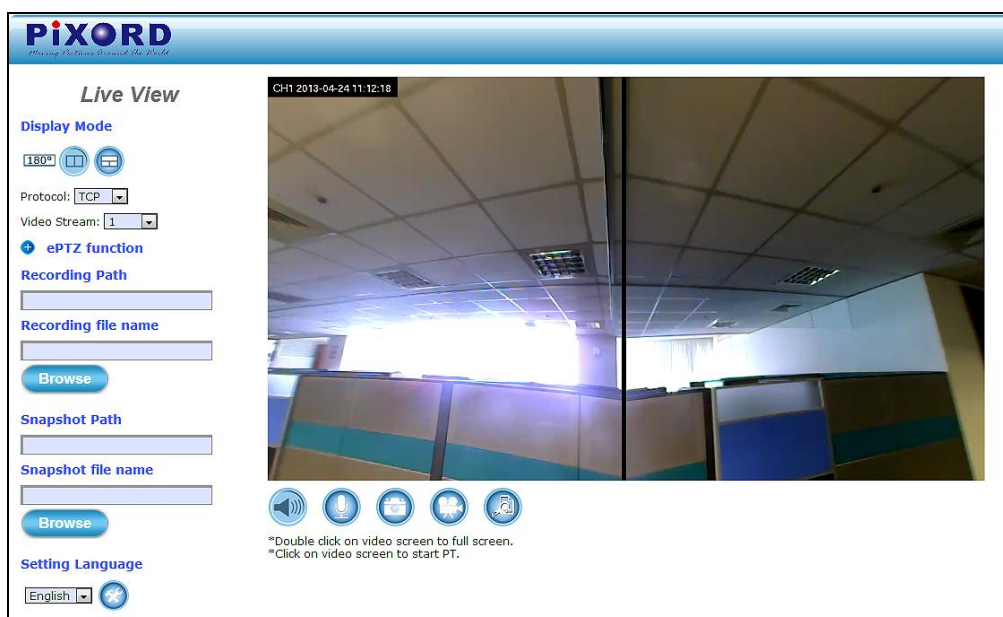 PiXORD
Moving Pictures Around the World
Live View
Display Mode
180°
Protocol: TCP
Video Stream: 1
ePTZ function
Recording Path
Recording file name
Browse
Snapshot Path
Snapshot file name
Browse
Setting Language
English
CH1 2013-04-24 11:12:18
*Double click on video screen to full screen.
*Click on video screen to start PT.